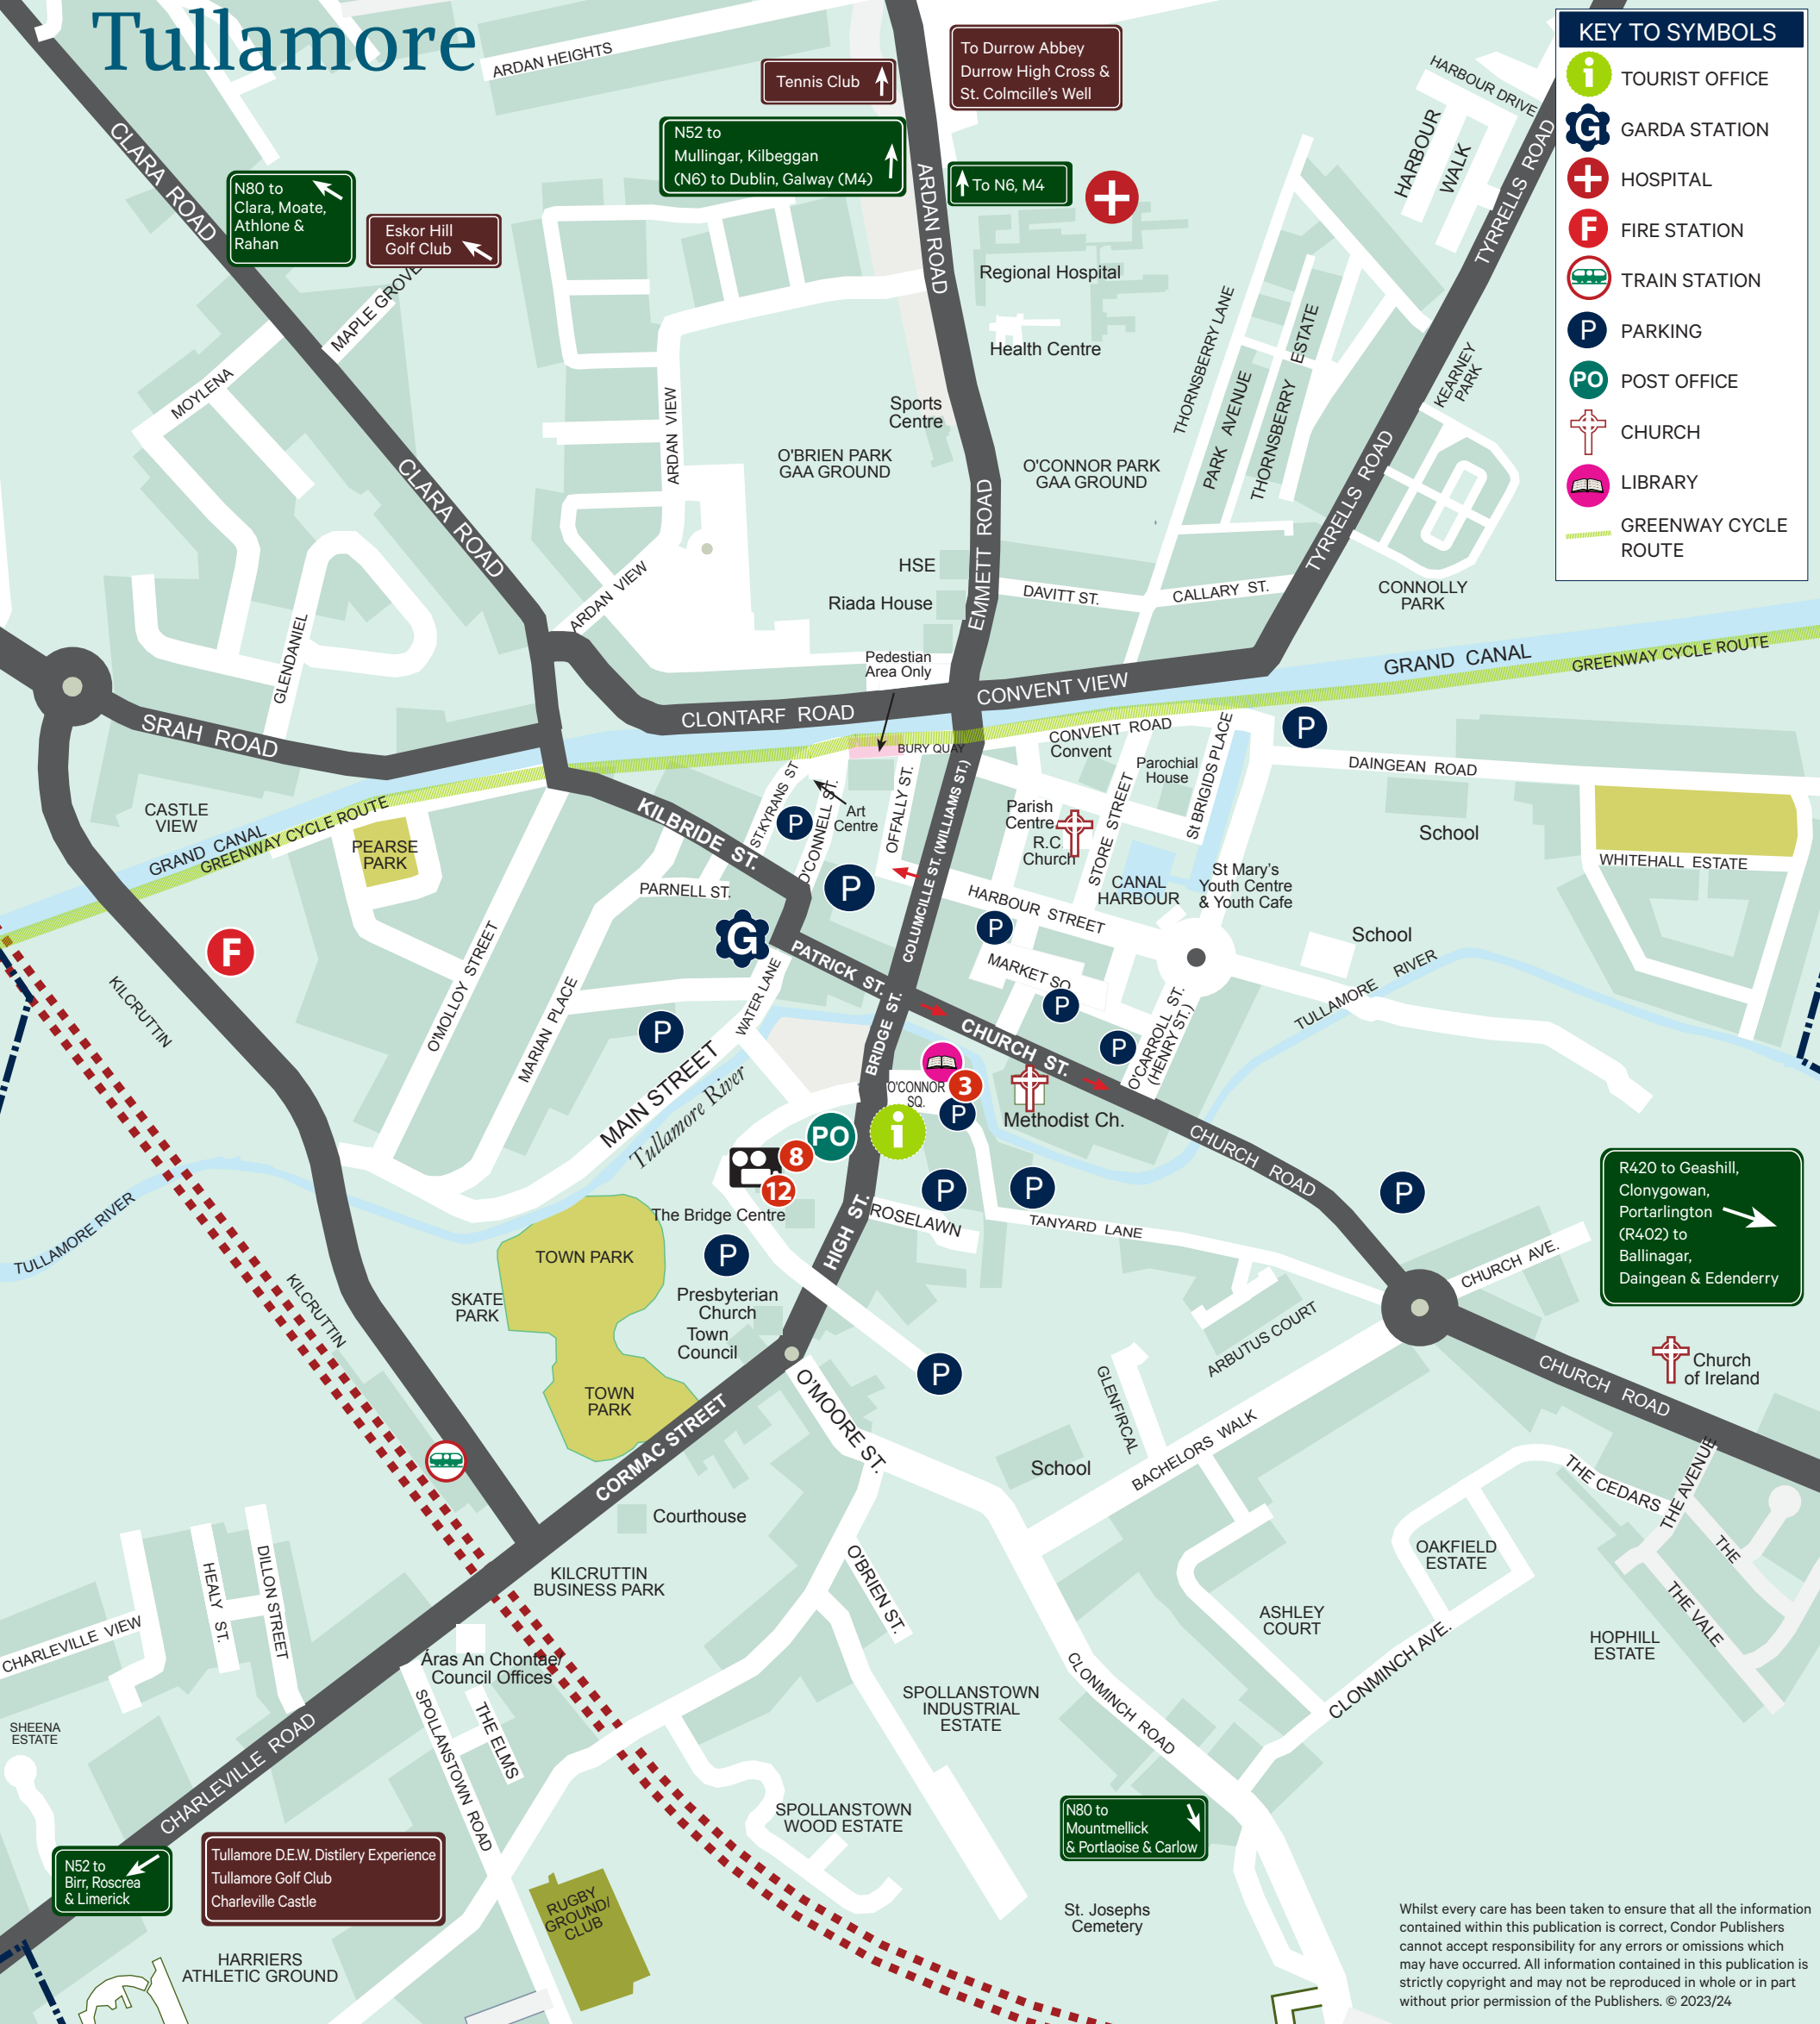 Tullamore
KEY TO SYMBOLS
TOURIST OFFICE
GARDA STATION
HOSPITAL
FIRE STATION
TRAIN STATION
PARKING
POST OFFICE
CHURCH
LIBRARY
GREENWAY CYCLE
ROUTE
i
G
F
P
PO
ARDAN HEIGHTS
Tennis Club
To Durrow Abbey
Durrow High Cross &
St. Colmcille's Well
N52 to
Mullingar, Kilbeggan
(N6) to Dublin, Galway (M4)
To N6, M4
N80 to
Clara, Moate,
Athlone &
Rahan
Eskor Hill
Golf Club
CLARA ROAD
ARDAN ROAD
HARBOUR DRIVE
HARBOUR
WALK
TYRRELLS ROAD
Regional Hospital
Health Centre
MAPLE GROVE
MOYLENA
ARDAN VIEW
Sports
Centre
O'BRIEN PARK
GAA GROUND
O'CONNOR PARK
GAA GROUND
THORNSBERRY LANE
PARK AVENUE
THORNSBERRY ESTATE
KEARNEY
PARK
CLARA ROAD
TYRRELLS ROAD
EMMETT ROAD
HSE
Riada House
DAVITT ST.
CALLARY ST.
CONNOLLY
PARK
ARDAN VIEW
GLENDANIEL
Pedestian
Area Only
GRAND CANAL
GREENWAY CYCLE ROUTE
CONVENT VIEW
CLONTARF ROAD
SRAH ROAD
BURY QUAY
CONVENT ROAD
Convent
Parochial
House
St BRIGIDS PLACE
P
DAINGEAN ROAD
CASTLE
VIEW
GRAND CANAL
GREENWAY CYCLE ROUTE
PEARSE
PARK
KILBRIDE ST.
ST.KYRANS ST
P
O'CONNELL ST.
Art
Centre
OFFALLY ST.
COLUMCILLE ST. (WILLIAMS ST.)
Parish
Centre
R.C
Church
STORE STREET
CANAL
HARBOUR
St Mary's
Youth Centre
& Youth Cafe
School
WHITEHALL ESTATE
PARNELL ST.
P
HARBOUR STREET
G
P
F
PATRICK ST.
MARKET SQ
P
School
TULLAMORE RIVER
KILCRUTTIN
O'MOLLOY STREET
MARIAN PLACE
WATER LANE
P
BRIDGE ST.
CHURCH ST.
P
O'CARROLL ST.
(HENRY ST.)
MAIN STREET
Tullamore River
O'CONNOR
SQ.
3
P
Methodist Ch.
PO
i
8
12
CHURCH ROAD
P
P
P
R420 to Geashill,
Clonygowan,
Portarlington
(R402) to
Ballinagar,
Daingean & Edenderry
TULLAMORE RIVER
The Bridge Centre
HIGH ST.
ROSELAWN
TANYARD LANE
TOWN PARK
P
KILCRUTTIN
SKATE
PARK
Presbyterian
Church
Town
Council
CHURCH AVE.
ARBUTUS COURT
P
TOWN
PARK
O'MOORE ST.
GLENFIRCAL
Church
of Ireland
CHURCH ROAD
CORMAC STREET
School
BACHELORS WALK
THE CEDARS
THE AVENUE
Courthouse
THE
OAKFIELD
ESTATE
KILCRUTTIN
BUSINESS PARK
O'BRIEN ST.
HEALY ST.
DILLON STREET
CHARLEVILLE VIEW
ASHLEY
COURT
THE VALE
HOPHILL
ESTATE
Áras An Chontae/
Council Offices
CLONMINCH AVE.
CLONMINCH ROAD
SPOLLANSTOWN
INDUSTRIAL
ESTATE
SHEENA
ESTATE
CHARLEVILLE ROAD
SPOLLANSTOWN ROAD
THE ELMS
SPOLLANSTOWN
WOOD ESTATE
N80 to
Mountmellick
& Portlaoise & Carlow
N52 to
Birr, Roscrea
& Limerick
Tullamore D.E.W. Distilery Experience
Tullamore Golf Club
Charleville Castle
RUGBY
GROUND/
CLUB
St. Josephs
Cemetery
HARRIERS
ATHLETIC GROUND
Whilst every care has been taken to ensure that all the information
contained within this publication is correct, Condor Publishers
cannot accept responsibility for any errors or omissions which
may have occurred. All information contained in this publication is
strictly copyright and may not be reproduced in whole or in part
without prior permission of the Publishers. © 2023/24